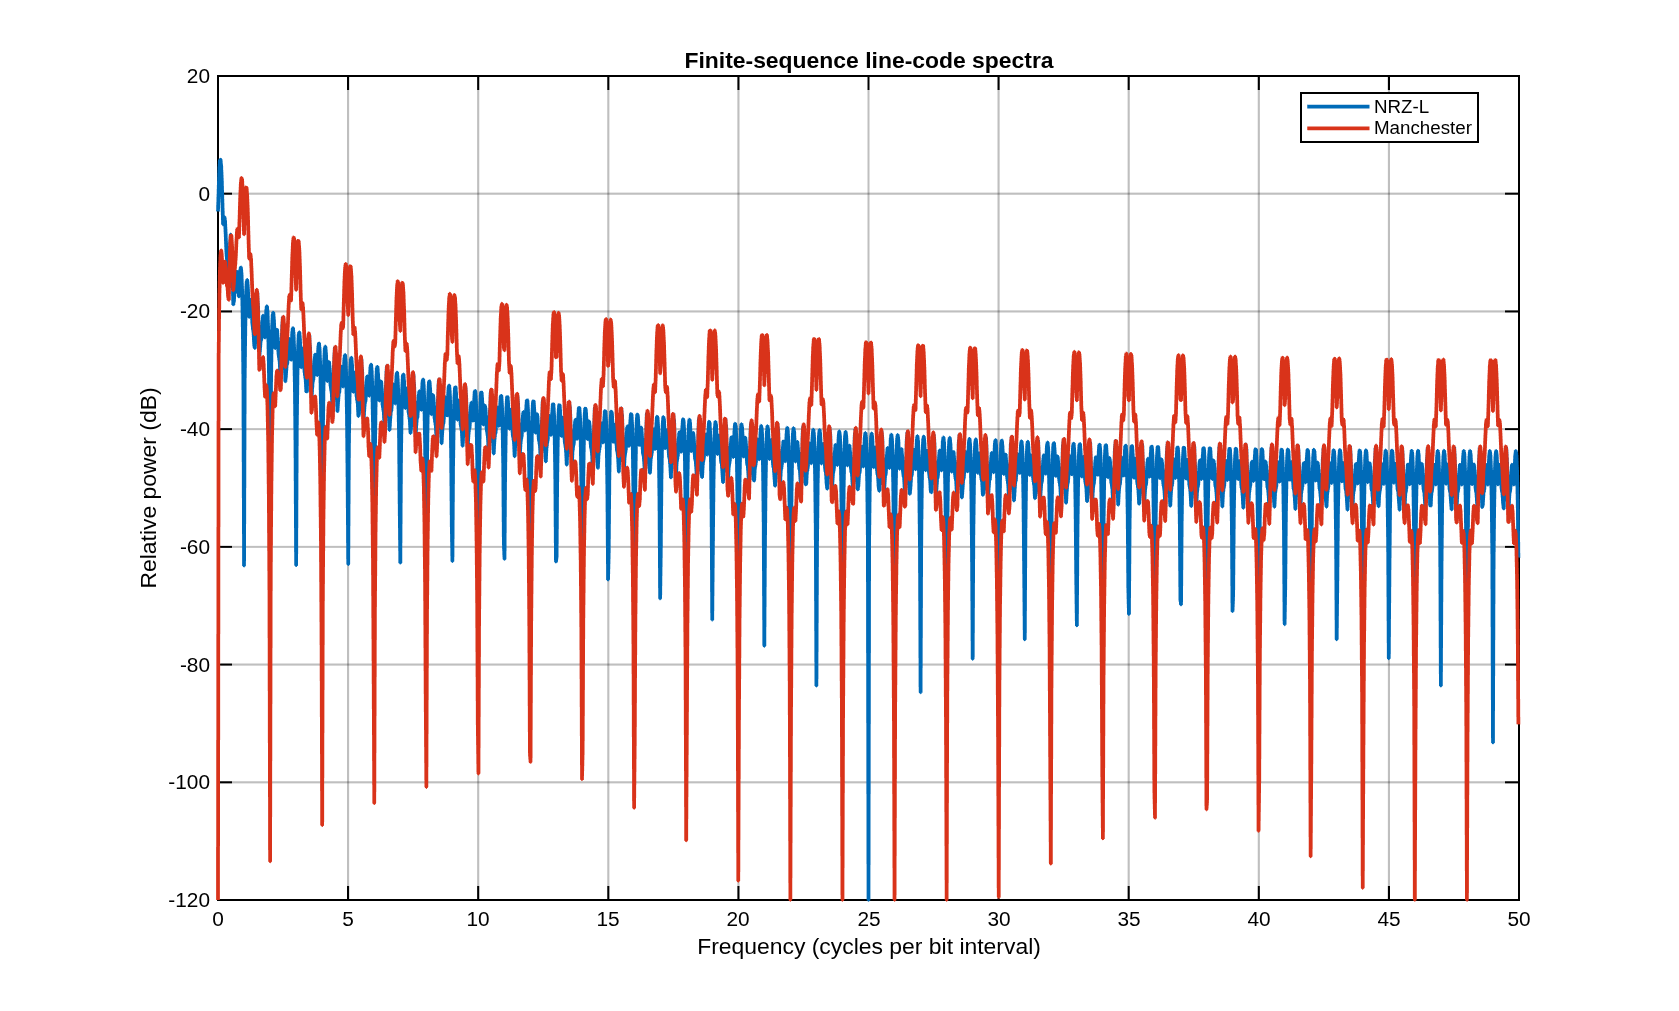 Finite-sequence line-code spectra
NRZ-L
Manchester
Relative power (dB)
20
0
-20
-40
-60
-80
-100
-120
0 5 10 15 20 25 30 35 40 45 50
Frequency (cycles per bit interval)